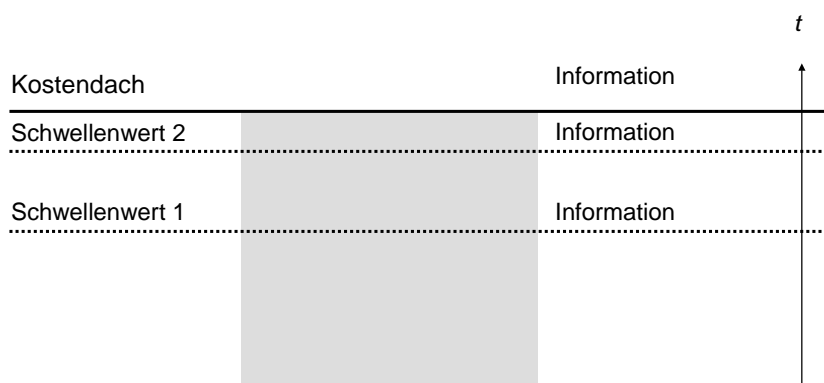 t
Kostendach Information
Schwellenwert 2 Information
Schwellenwert 1 Information